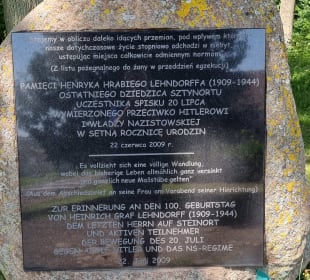 ...jemy w obliczu daleko idących przemian, pod wpływem których
nasze dotychczasowe życie stopniowo odchodzi w niebyt,
ustępując miejsca całkowicie odmiennym normom"
(Z listu pożegnalnego do żony w przeddzień egzekucji)
PAMIĘCI HENRYKA HRABIEGO LEHNDORFFA (1909-1944)
OSTATNIEGO DZIEDZICA SZTYNORTU
UCZESTNIKA SPISKU 20 LIPCA
WYMIERZONEGO PRZECIWKO HITLEROWI
I WŁADZY NAZISTOWSKIEJ
W SETNĄ ROCZNICĘ URODZIN
22 czerwca 2009 r.
„Es vollzieht sich eine völlige Wandlung,
wobei das bisherige Leben allmählich ganz versinkt
und gänzlich neue Maßstäbe gelten"
(Aus dem Abschiedsbrief an seine Frau am Vorabend seiner Hinrichtung)
ZUR ERINNERUNG AN DEN 100. GEBURTSTAG
VON HEINRICH GRAF LEHNDORFF (1909-1944)
DEM LETZTEN HERRN AUF STEINORT
UND AKTIVEN TEILNEHMER
DER BEWEGUNG DES 20. JULI
GEGEN HITLER UND DAS NS-REGIME
22. Juni 2009